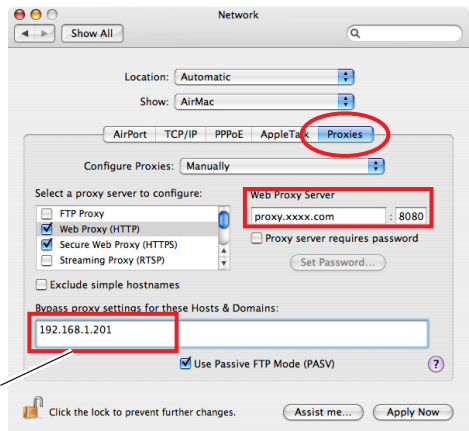 Network
Show All
Location: Automatic
Show: AirMac
AirPort TCP/IP PPPoE AppleTalk Proxies
Configure Proxies: Manually
Select a proxy server to configure: Web Proxy Server
FTP Proxy
proxy.xxxx.com : 8080
Web Proxy (HTTP)
Secure Web Proxy (HTTPS) Proxy server requires password
Streaming Proxy (RTSP) Set Password...
Exclude simple hostnames
Bypass proxy settings for these Hosts & Domains:
192.168.1.201
Use Passive FTP Mode (PASV) ?
Click the lock to prevent further changes. Assist me... Apply Now